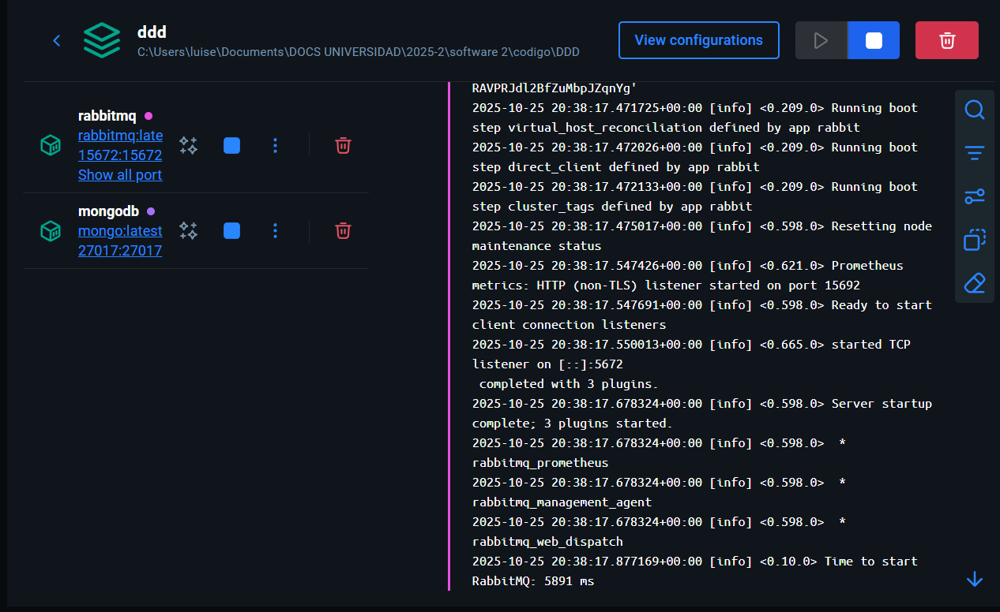 ddd
C:\Users\luise\Documents\DOCS UNIVERSIDAD\2025-2\software 2\codigo\DDD
View configurations
rabbitmq
rabbitmq:late
15672:15672
Show all port
mongodb
mongo:latest
27017:27017
RAVPRJdl2BfZuMbpJZqnYg'
2025-10-25 20:38:17.471725+00:00 [info] <0.209.0> Running boot
step virtual_host_reconciliation defined by app rabbit
2025-10-25 20:38:17.472026+00:00 [info] <0.209.0> Running boot
step direct_client defined by app rabbit
2025-10-25 20:38:17.472133+00:00 [info] <0.209.0> Running boot
step cluster_tags defined by app rabbit
2025-10-25 20:38:17.475017+00:00 [info] <0.598.0> Resetting node
maintenance status
2025-10-25 20:38:17.547426+00:00 [info] <0.621.0> Prometheus
metrics: HTTP (non-TLS) listener started on port 15692
2025-10-25 20:38:17.547691+00:00 [info] <0.598.0> Ready to start
client connection listeners
2025-10-25 20:38:17.550013+00:00 [info] <0.665.0> started TCP
listener on [::]:5672
completed with 3 plugins.
2025-10-25 20:38:17.678324+00:00 [info] <0.598.0> Server startup
complete; 3 plugins started.
2025-10-25 20:38:17.678324+00:00 [info] <0.598.0>  *
rabbitmq_prometheus
2025-10-25 20:38:17.678324+00:00 [info] <0.598.0>  *
rabbitmq_management_agent
2025-10-25 20:38:17.678324+00:00 [info] <0.598.0>  *
rabbitmq_web_dispatch
2025-10-25 20:38:17.877169+00:00 [info] <0.10.0> Time to start
RabbitMQ: 5891 ms